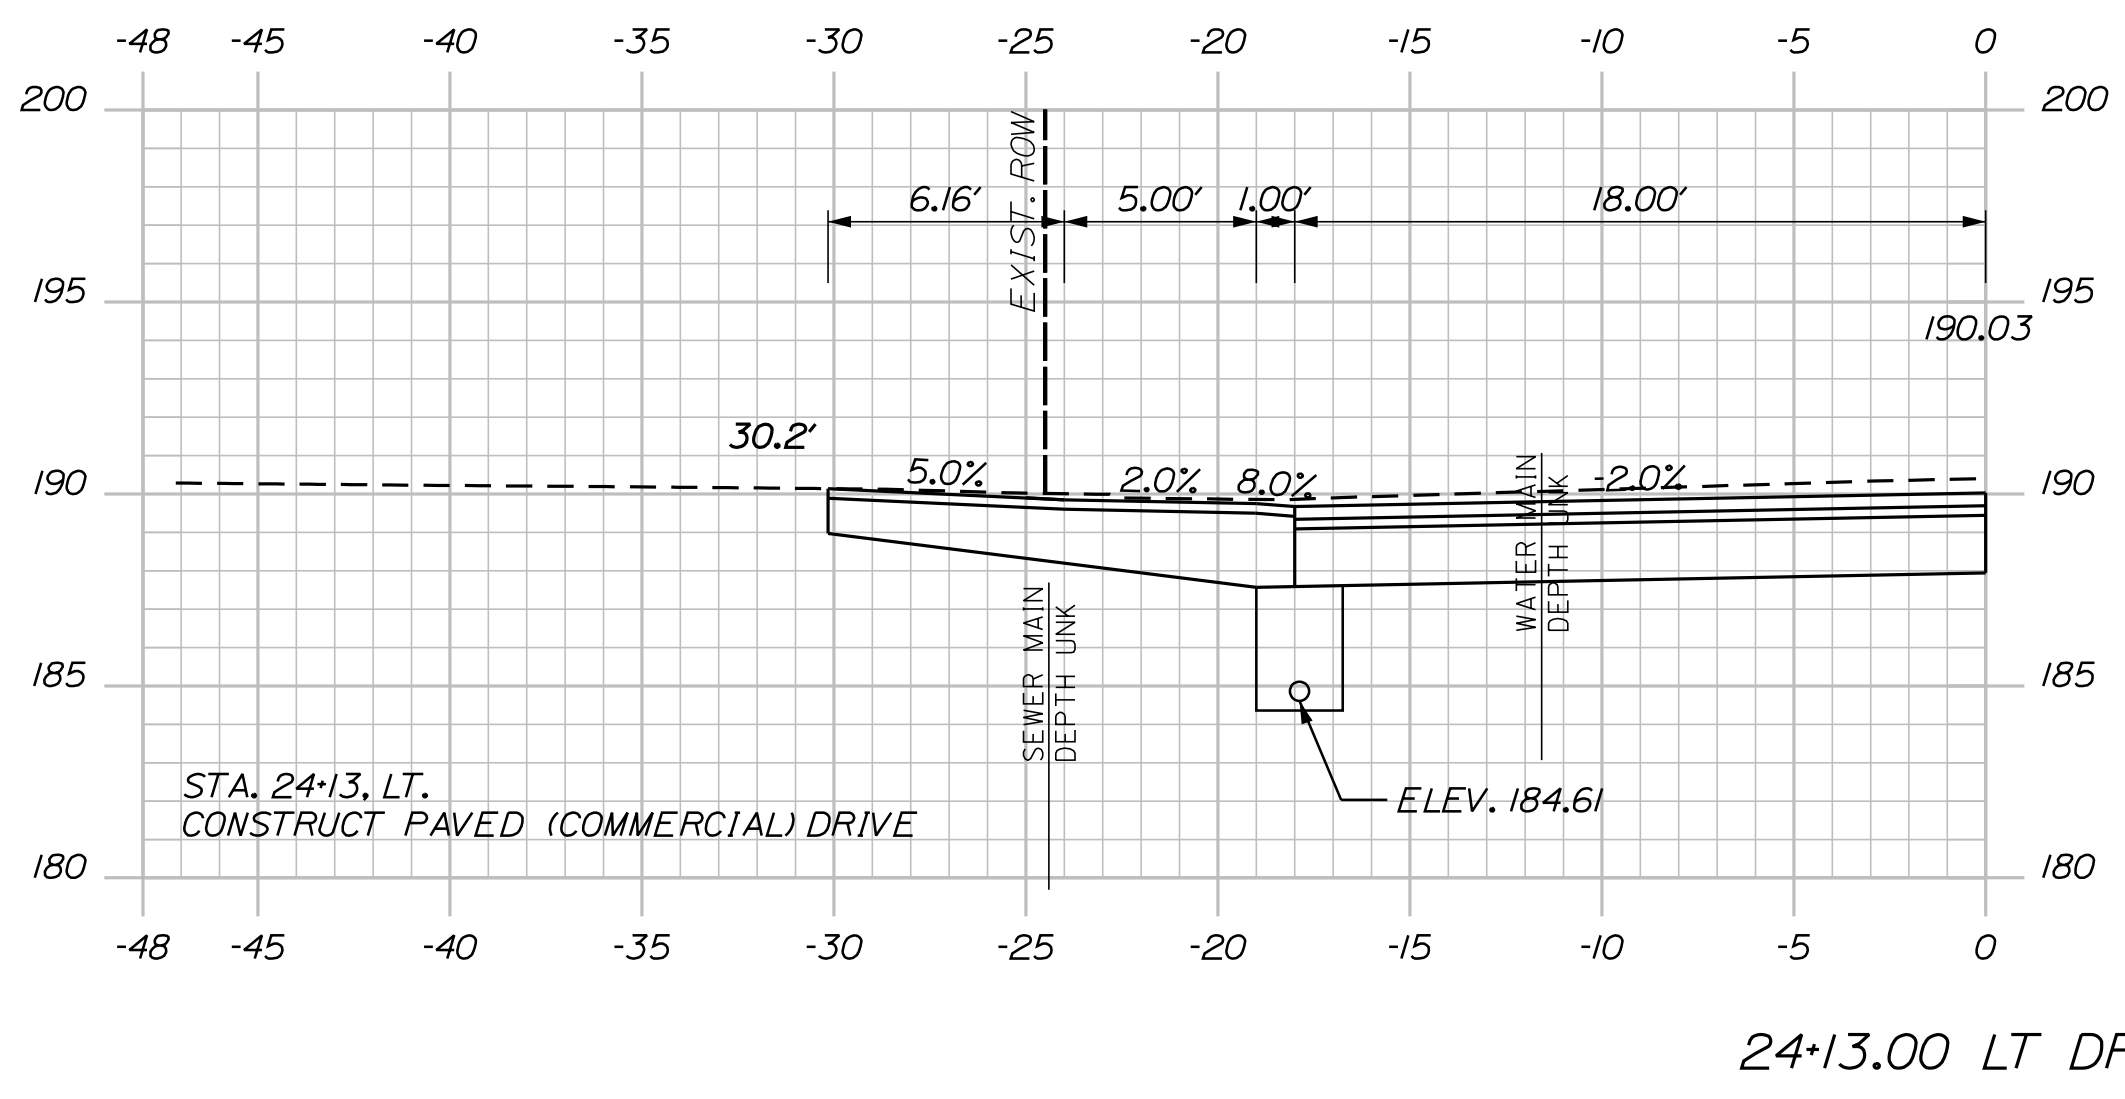 -48 -45 -40 -35 -30 -25 -20 -15 -10 -5 0
200 200
EXIST. ROW
6.16' 5.00' 1.00' 18.00'
195 195
190.03
30.2'
5.0% 2.0% 8.0% -2.0%
190 190
WATER MAIN
DEPTH UNK
SEWER MAIN
DEPTH UNK
185 185
STA. 24+13, LT.
ELEV. 184.61
CONSTRUCT PAVED (COMMERCIAL) DRIVE
180 180
-48 -45 -40 -35 -30 -25 -20 -15 -10 -5 0
24+13.00 LT